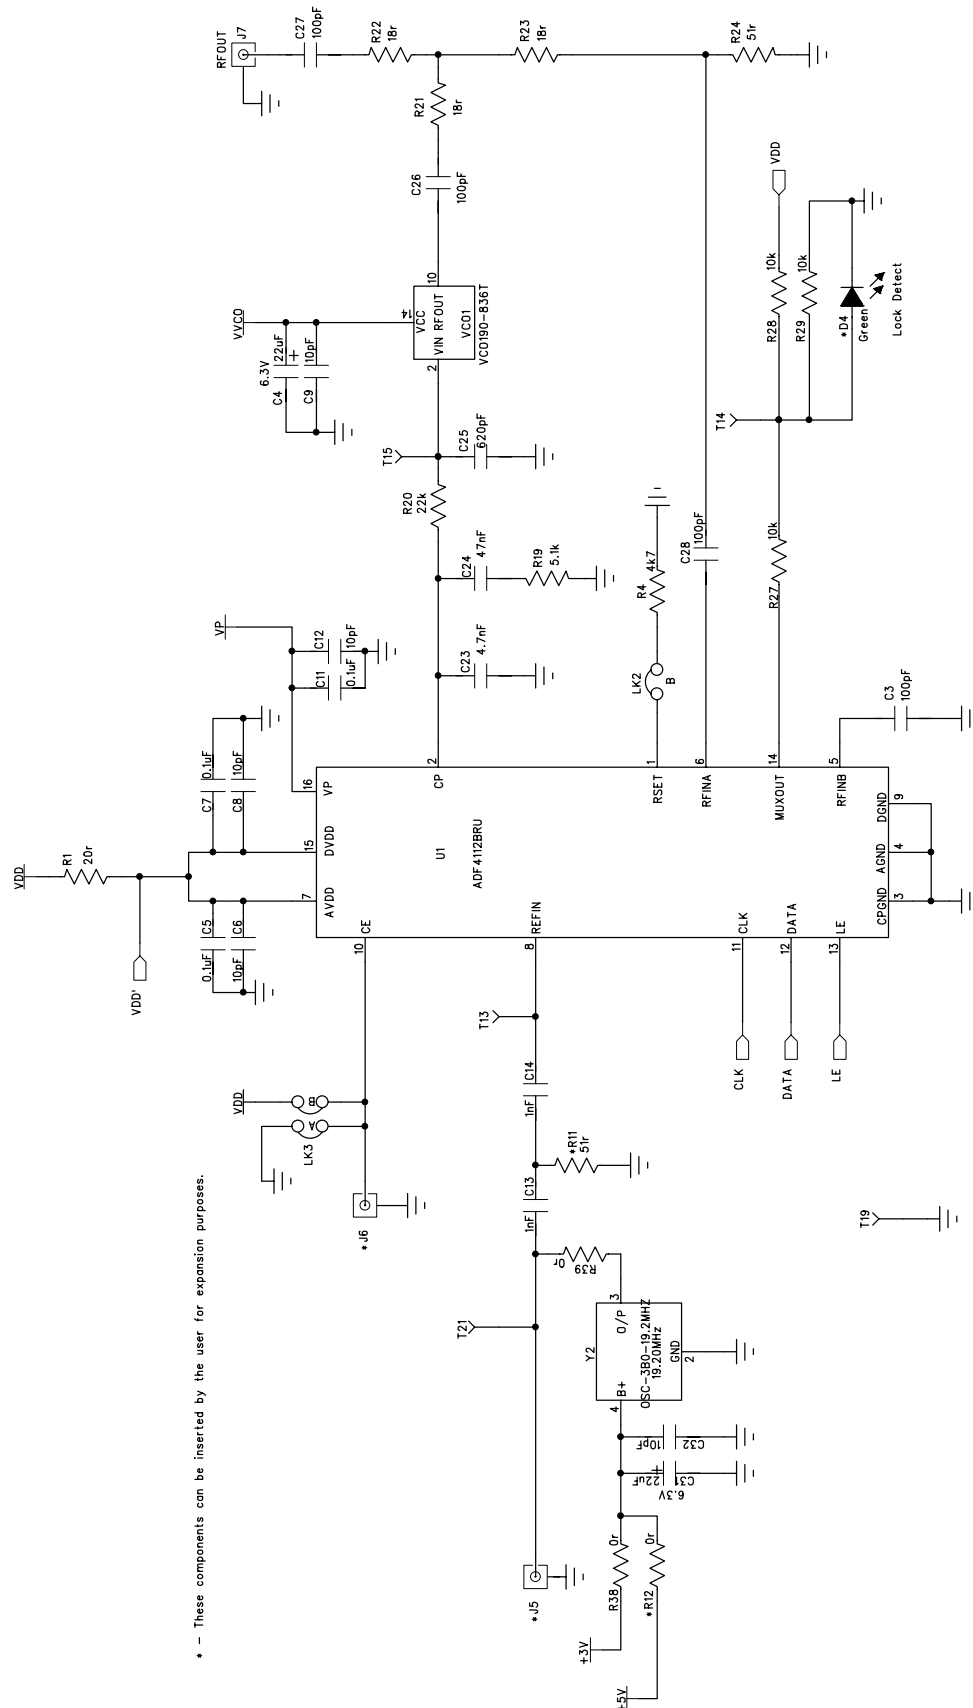 RFOUT
J7
C27
100pF
R22
18r
R23
18r
R24
51r
R21
18r
C26
100pF
VDD
VVCO
6.3V
22uF
+
C4
10pF
C9
14
VCC
10
VIN RFOUT
VCO1
VCO190-836T
2
T15
C25
620pF
R20
22k
C24
47nF
R19
5.1k
C23
4.7nF
R28
10k
R29
10k
*D4
Green
Lock Detect
T14
R27
10k
C28
100pF
R4
4k7
LK2
B
VP
C12
10pF
C11
0.1uF
C3
100pF
VDD
R1
20r
VDD'
0.1uF
C7
10pF
C8
C5
0.1uF
C6
10pF
16
VP
15
DVDD
7
AVDD
2
CP
1
RSET
6
RFINA
14
MUXOUT
5
RFINB
U1
ADF4112BRU
10
CE
8
REFIN
11
CLK
12
DATA
13
LE
CPGND
3
AGND
4
DGND
9
CLK
DATA
LE
T13
C14
1nF
*R11
51r
C13
1nF
VDD
B
A
LK3
*J6
T19
T21
R39
0r
3
O/P
Y2
OSC-3B0-19.2MHZ
19.20MHz
B+
GND
4
2
C32
10pF
C31
22uF
+
6.3V
R38
0r
*R12
0r
*J5
+3V
+5V
* - These components can be inserted by the user for expansion purposes.